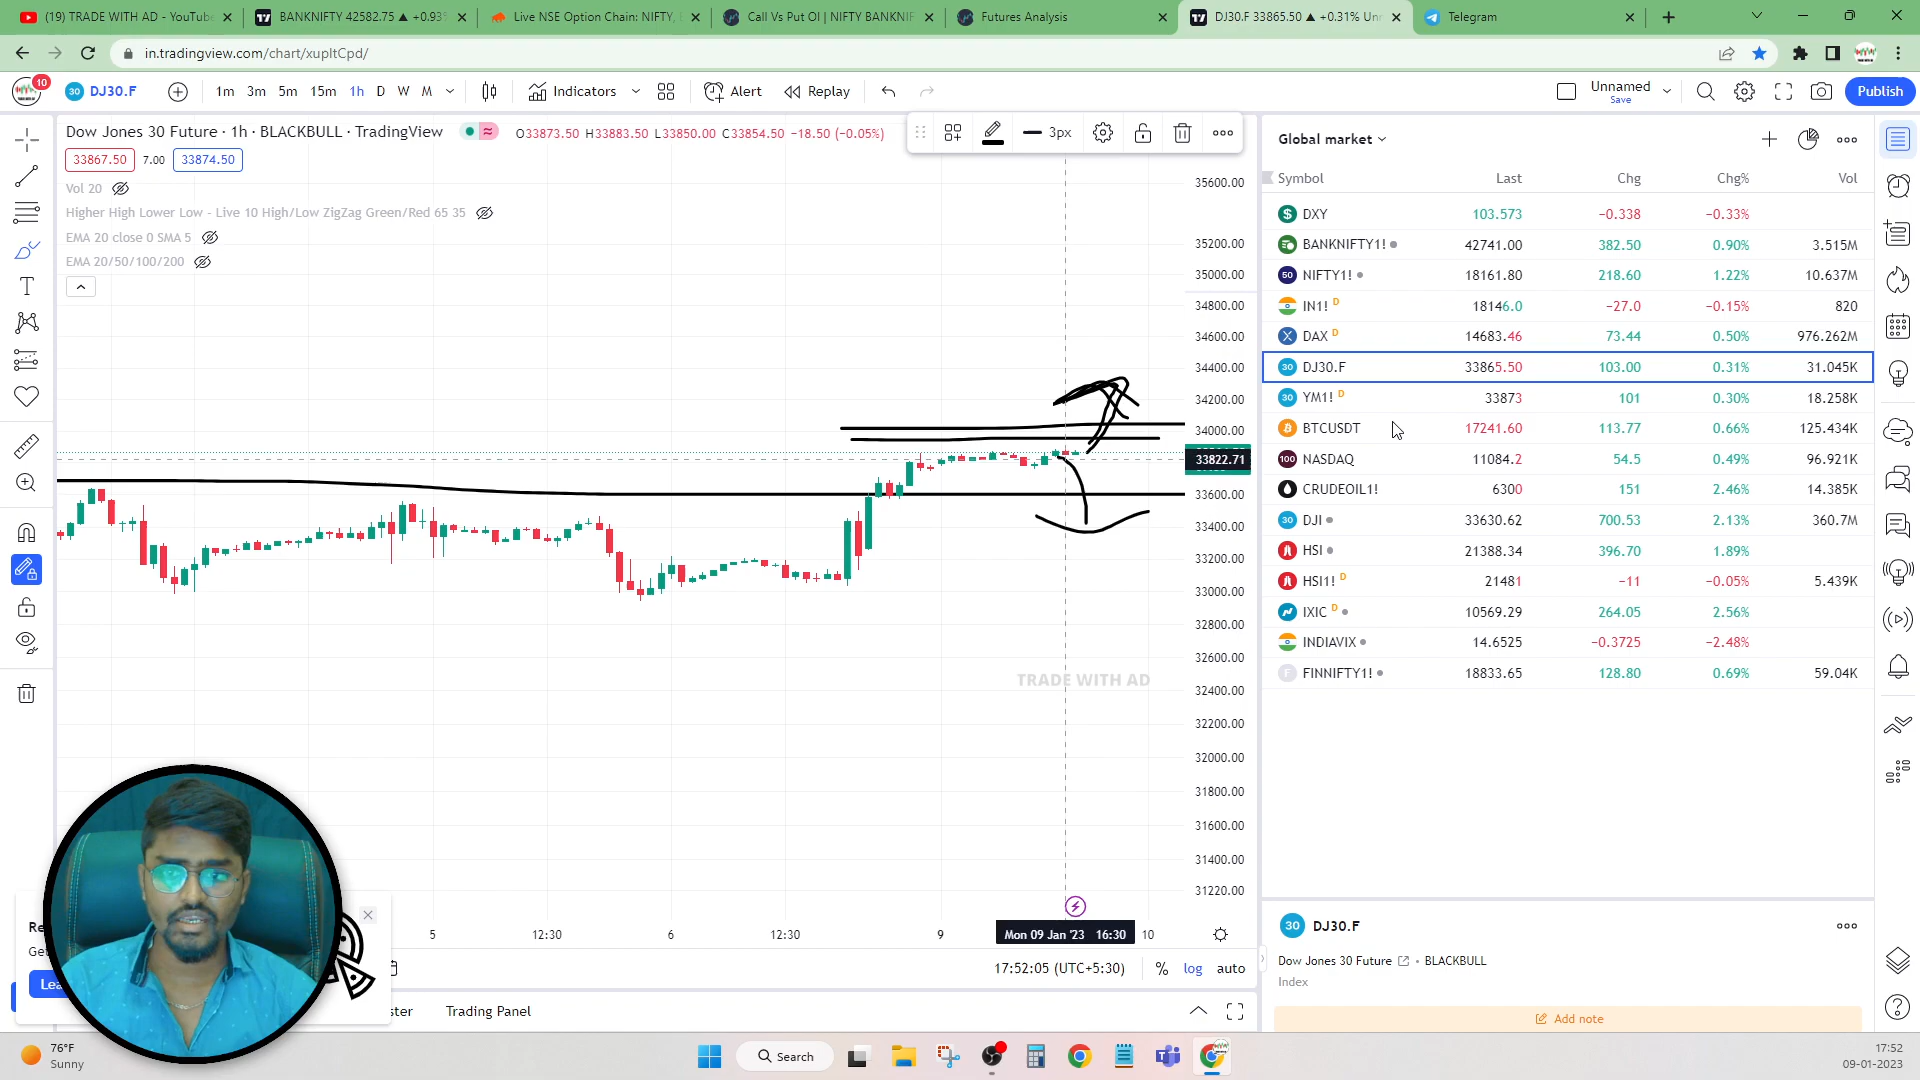 (19) TRADE WITH AD - YouTube
BANKNIFTY 42582.75 ▲ +0.93%
Live NSE Option Chain: NIFTY,
Call Vs Put OI | NIFTY BANKNIF
Futures Analysis
DJ30.F 33865.50 ▲ +0.31% Unn
Telegram
in.tradingview.com/chart/xupItCpd/
10
30 DJ30.F
1m 3m 5m 15m 1h D W M
Indicators
Alert
Replay
Unnamed
Save
Publish
Dow Jones 30 Future · 1h · BLACKBULL · TradingView
O33873.50 H33883.50 L33850.00 C33854.50 −18.50 (−0.05%)
3px
33867.50 7.00 33874.50
Vol 20
Higher High Lower Low - Live 10 High/Low ZigZag Green/Red 65 35
EMA 20 close 0 SMA 5
EMA 20/50/100/200
35600.00
35200.00
35000.00
34800.00
34600.00
34400.00
34200.00
34000.00
33822.71
33600.00
33400.00
33200.00
33000.00
32800.00
32600.00
32400.00
32200.00
32000.00
31800.00
31600.00
31400.00
31220.00
TRADE WITH AD
5 12:30 6 12:30 9 Mon 09 Jan '23 16:30 10
17:52:05 (UTC+5:30) % log auto
Trading Panel
Global market
Symbol Last Chg Chg% Vol
DXY 103.573 −0.338 −0.33%
BANKNIFTY1! 42741.00 382.50 0.90% 3.515M
50 NIFTY1! 18161.80 218.60 1.22% 10.637M
IN1! D 18146.0 −27.0 −0.15% 820
DAX D 14683.46 73.44 0.50% 976.262M
30 DJ30.F 33865.50 103.00 0.31% 31.045K
30 YM1! D 33873 101 0.30% 18.258K
BTCUSDT 17241.60 113.77 0.66% 125.434K
100 NASDAQ 11084.2 54.5 0.49% 96.921K
CRUDEOIL1! 6300 151 2.46% 14.385K
30 DJI 33630.62 700.53 2.13% 360.7M
HSI 21388.34 396.70 1.89%
HSI1! D 21481 −11 −0.05% 5.439K
IXIC D 10569.29 264.05 2.56%
INDIAVIX 14.6525 −0.3725 −2.48%
F FINNIFTY1! 18833.65 128.80 0.69% 59.04K
30 DJ30.F
Dow Jones 30 Future · BLACKBULL
Index
Add note
76°F
Sunny
Search
17:52
09-01-2023